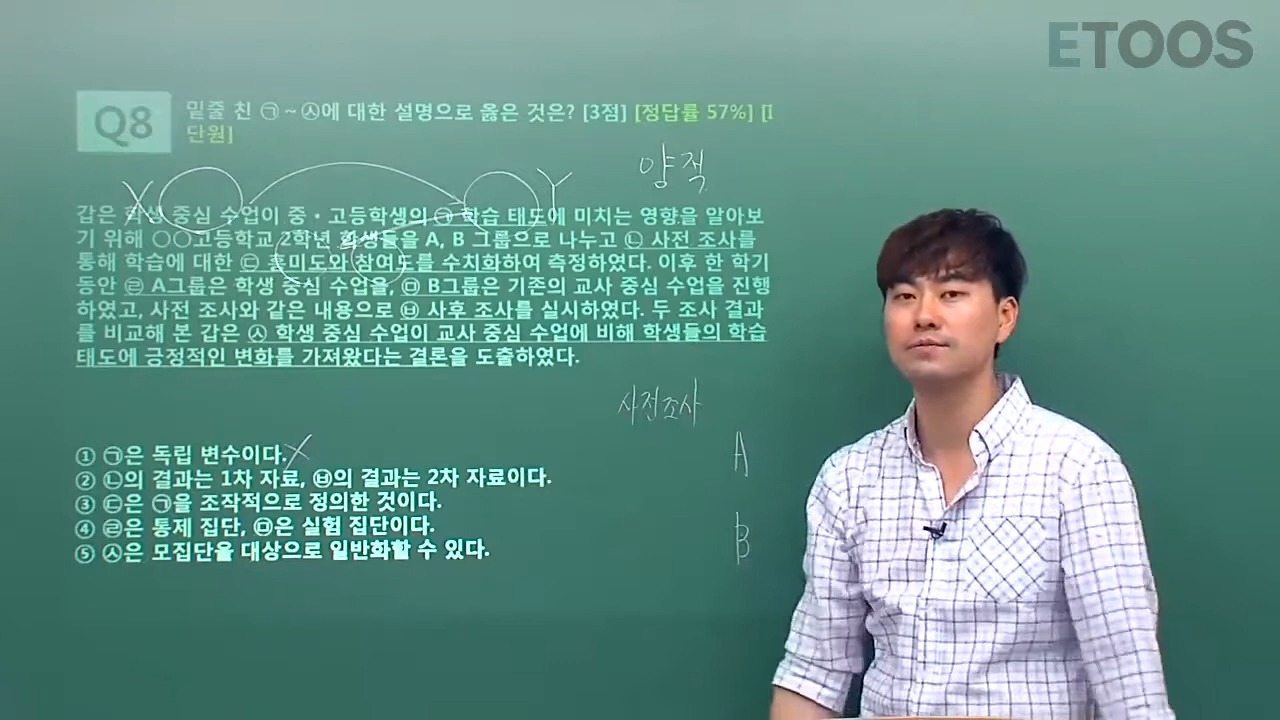 ETOOS
Q8
밑줄 친 ㉠~㉦에 대한 설명으로 옳은 것은? [3점] [정답률 57%] [I
단원]
양적
X
Y
갑은 학생 중심 수업이 중·고등학생의 ㉠ 학습 태도에 미치는 영향을 알아보
기 위해 ○○고등학교 2학년 학생들을 A, B 그룹으로 나누고 ㉡ 사전 조사를
통해 학습에 대한 ㉢ 흥미도와 참여도를 수치화하여 측정하였다. 이후 한 학기
동안 ㉣ A그룹은 학생 중심 수업을, ㉤ B그룹은 기존의 교사 중심 수업을 진행
하였고, 사전 조사와 같은 내용으로 ㉥ 사후 조사를 실시하였다. 두 조사 결과
를 비교해 본 갑은 ㉦ 학생 중심 수업이 교사 중심 수업에 비해 학생들의 학습
태도에 긍정적인 변화를 가져왔다는 결론을 도출하였다.
사전조사
A
B
① ㉠은 독립 변수이다. X
② ㉡의 결과는 1차 자료, ㉥의 결과는 2차 자료이다.
③ ㉢은 ㉠을 조작적으로 정의한 것이다.
④ ㉣은 통제 집단, ㉤은 실험 집단이다.
⑤ ㉦은 모집단을 대상으로 일반화할 수 있다.